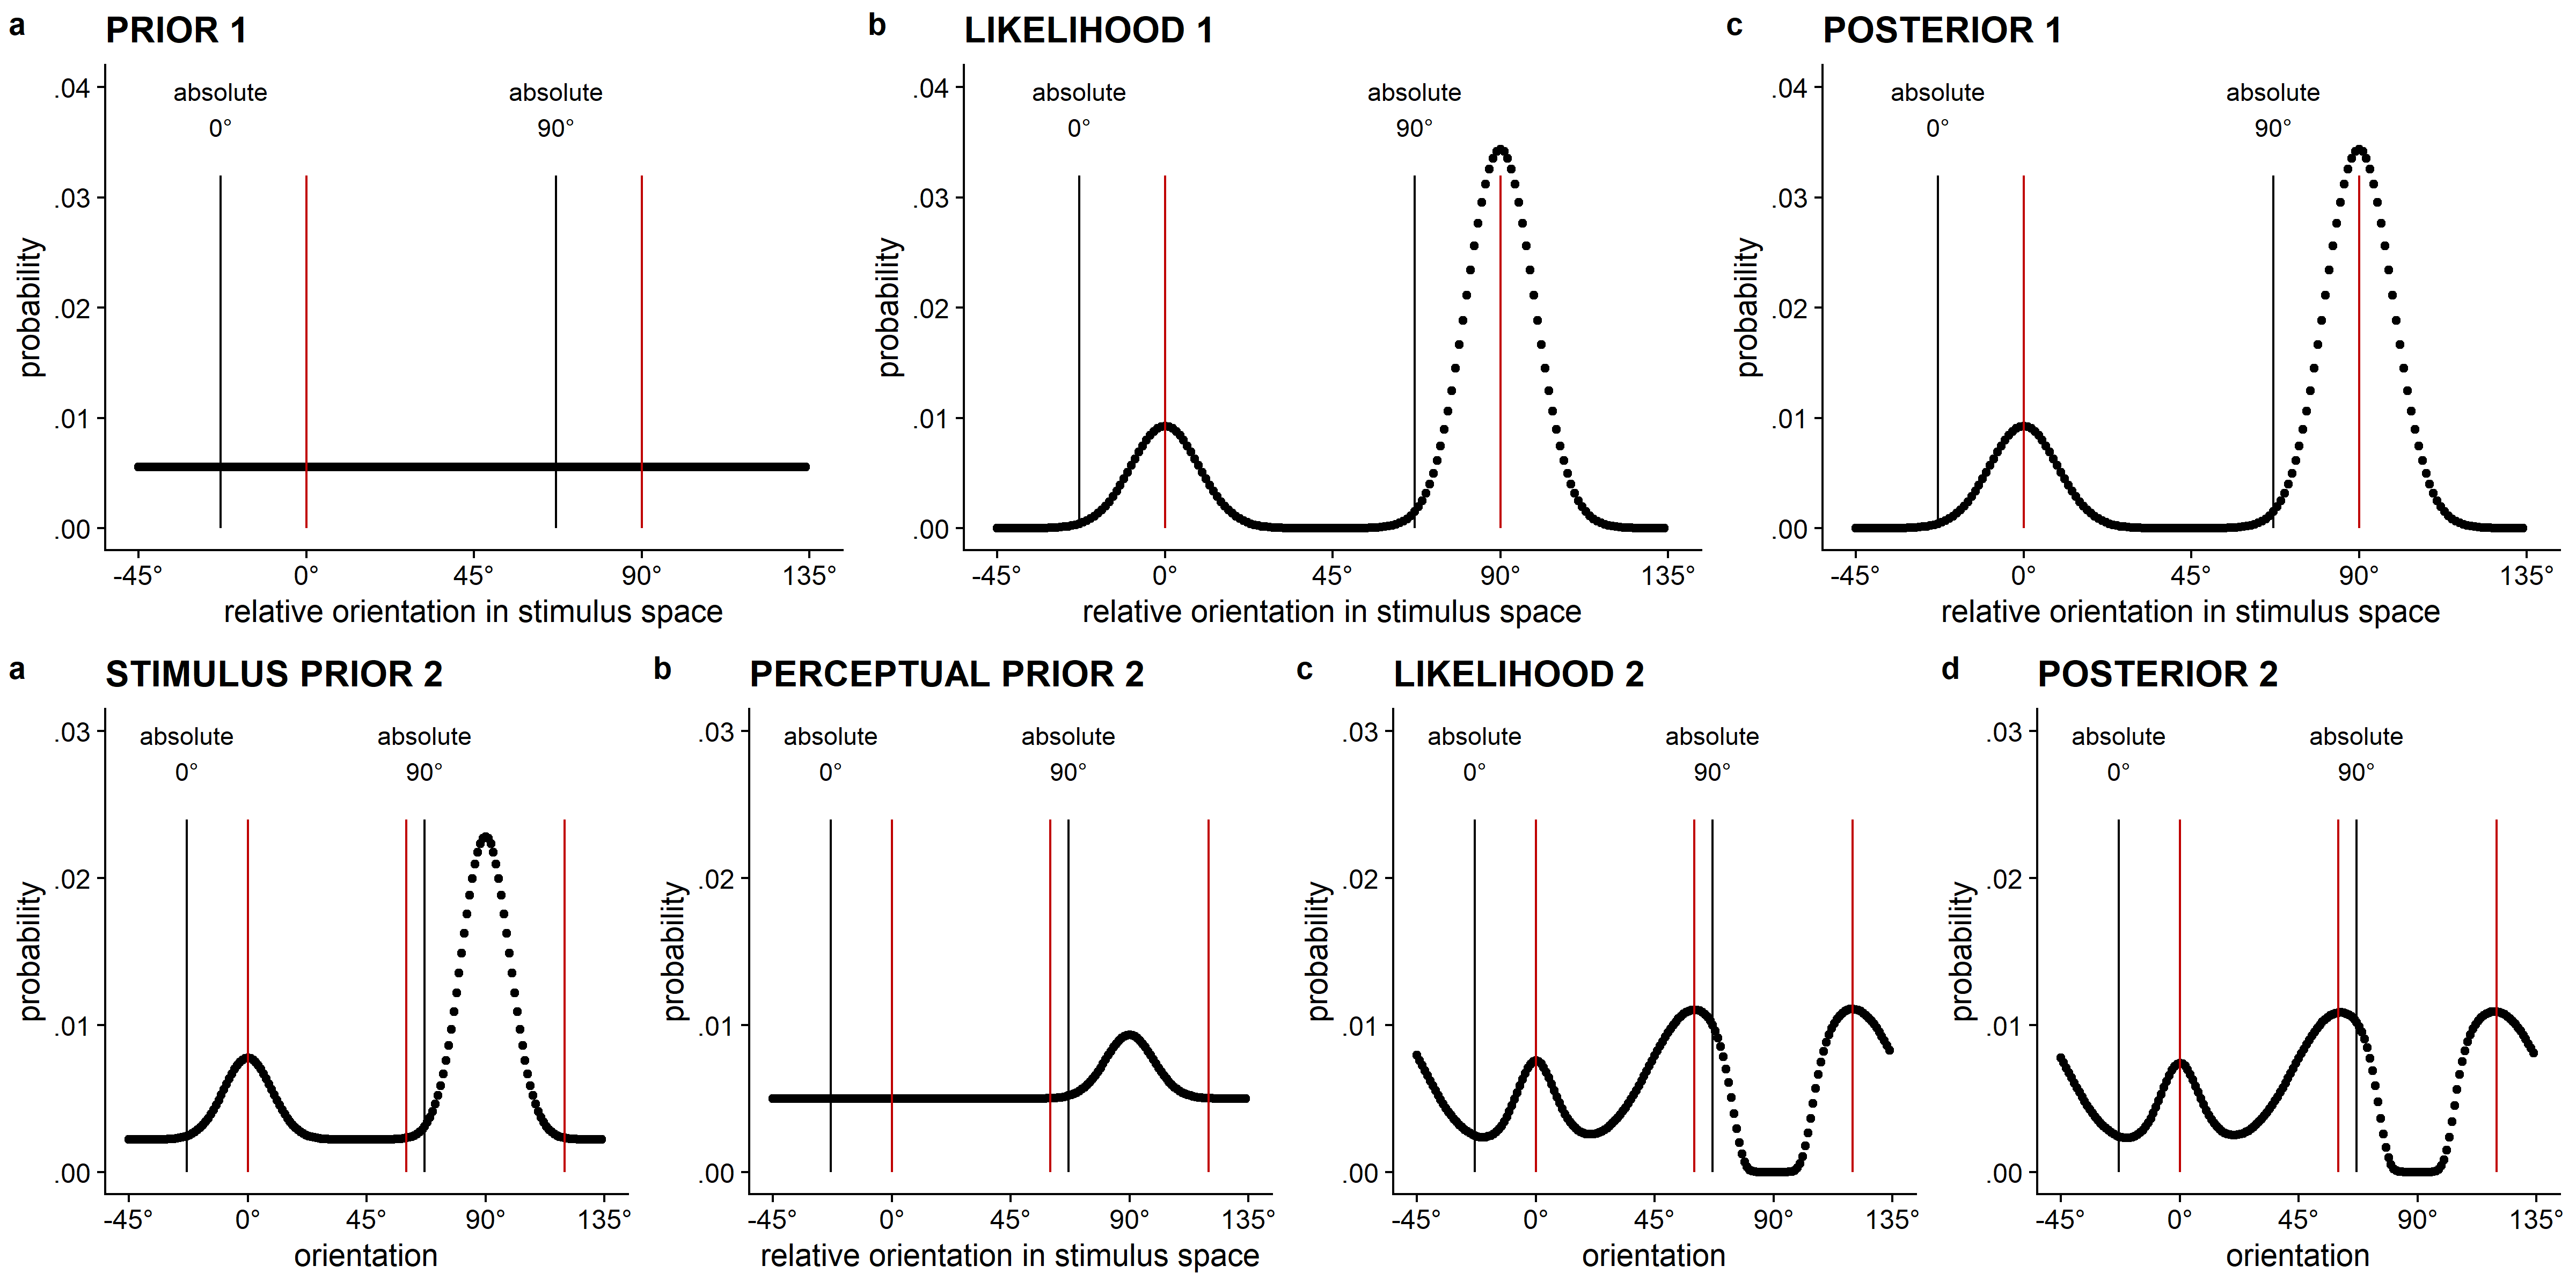 a PRIOR 1
absolute absolute
0° 90°
.04
.03
.02
.01
.00
probability
-45° 0° 45° 90° 135°
relative orientation in stimulus space
b LIKELIHOOD 1
absolute absolute
0° 90°
.04
.03
.02
.01
.00
probability
-45° 0° 45° 90° 135°
relative orientation in stimulus space
c POSTERIOR 1
absolute absolute
0° 90°
.04
.03
.02
.01
.00
probability
-45° 0° 45° 90° 135°
relative orientation in stimulus space
a STIMULUS PRIOR 2
absolute absolute
0° 90°
.03
.02
.01
.00
probability
-45° 0° 45° 90° 135°
orientation
b PERCEPTUAL PRIOR 2
absolute absolute
0° 90°
.03
.02
.01
.00
probability
-45° 0° 45° 90° 135°
relative orientation in stimulus space
c LIKELIHOOD 2
absolute absolute
0° 90°
.03
.02
.01
.00
probability
-45° 0° 45° 90° 135°
orientation
d POSTERIOR 2
absolute absolute
0° 90°
.03
.02
.01
.00
probability
-45° 0° 45° 90° 135°
orientation